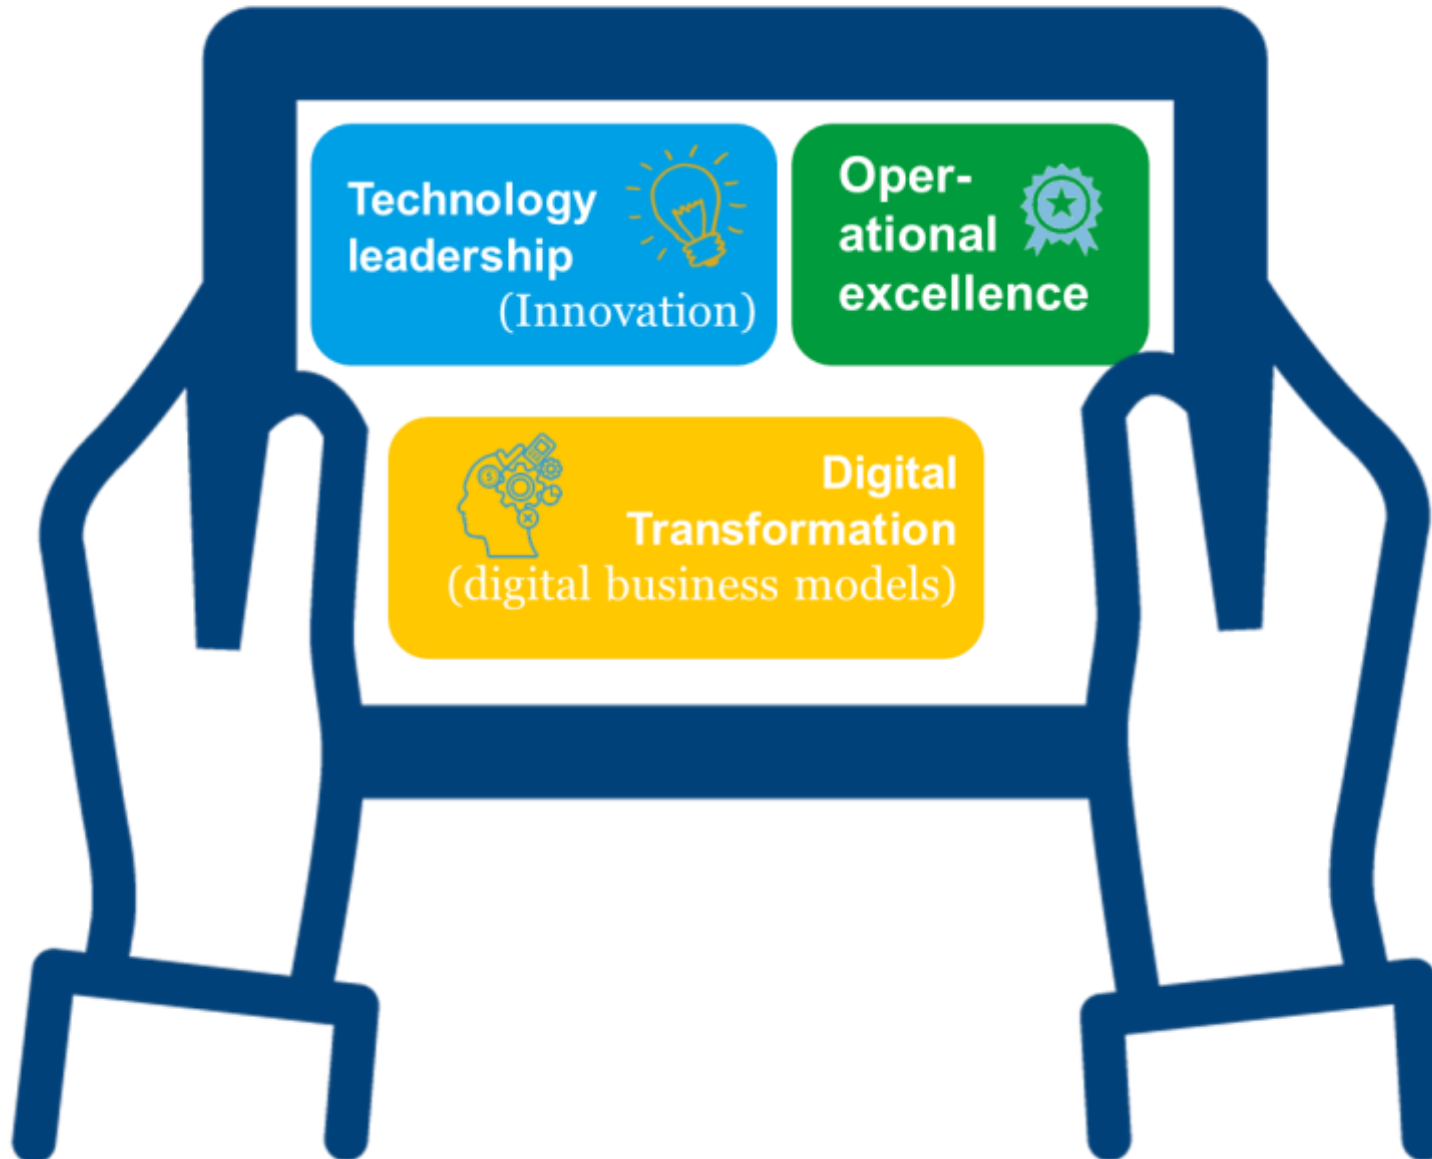 Technology
leadership
(Innovation)
Oper-
ational
excellence
Digital
Transformation
(digital business models)